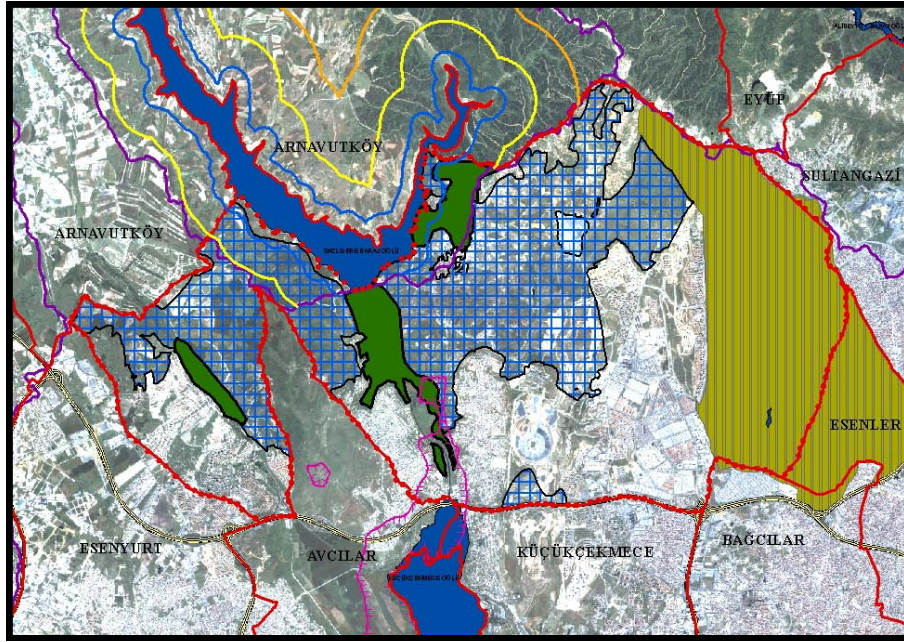 EYÜP
ARNAVUTKÖY
SULTANGAZİ
ARNAVUTKÖY
ESENLER
ESENYURT
AVCILAR
KÜÇÜKÇEKMECE
BAĞCILAR